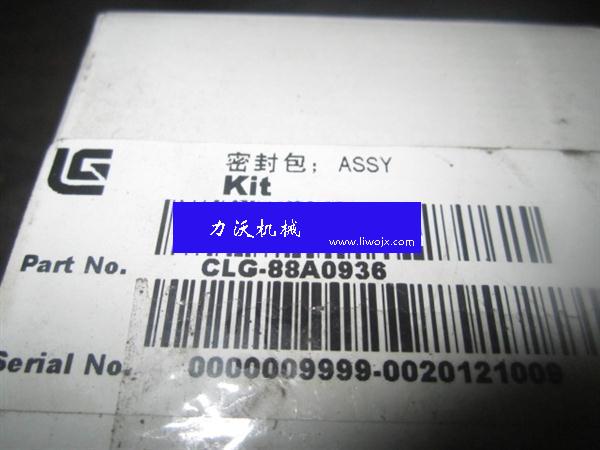 LG
密封包；ASSY
Kit
力沃机械
www.liwojx.com
Part No. CLG-88A0936
Serial No. 0000009999-0020121009